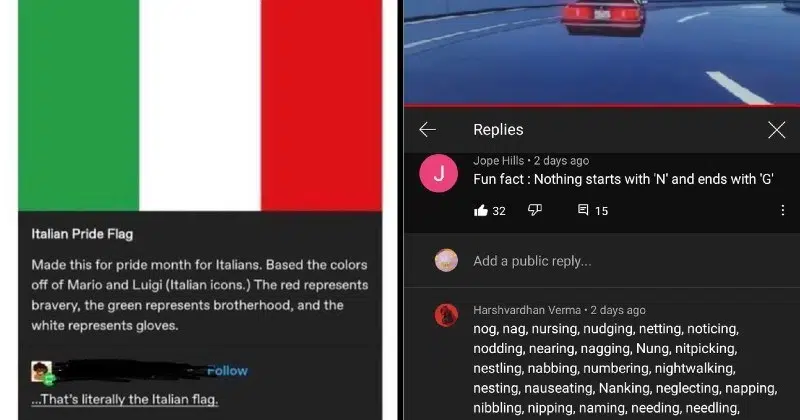 Italian Pride Flag
Made this for pride month for Italians. Based the colors
off of Mario and Luigi (Italian icons.) The red represents
bravery, the green represents brotherhood, and the
white represents gloves.
Follow
...That's literally the Italian flag.
Replies
J
Jope Hills • 2 days ago
Fun fact : Nothing starts with 'N' and ends with 'G'
32
15
Add a public reply...
Harshvardhan Verma • 2 days ago
nog, nag, nursing, nudging, netting, noticing,
nodding, nearing, nagging, Nung, nitpicking,
nestling, nabbing, numbering, nightwalking,
nesting, nauseating, Nanking, neglecting, napping,
nibbling, nipping, naming, needing, needling,